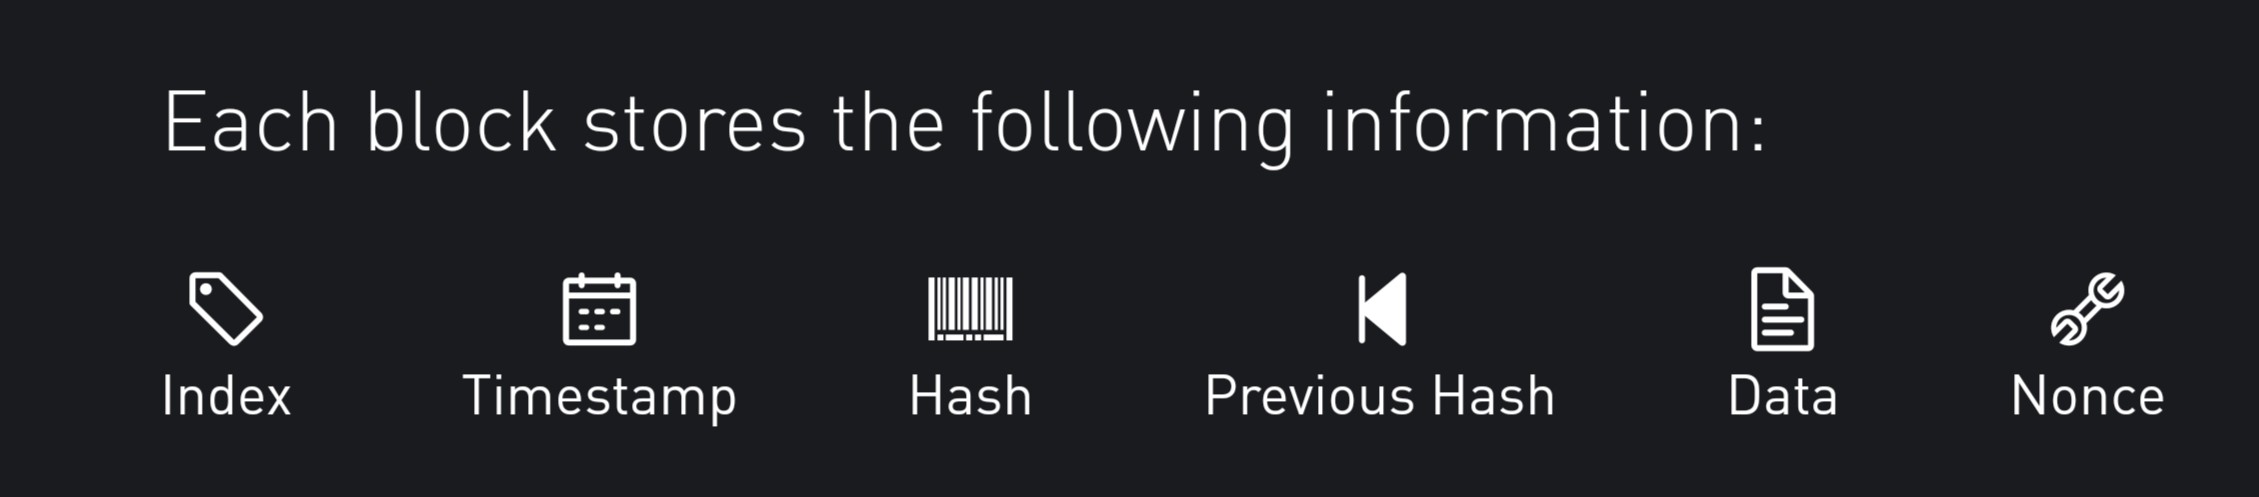 Each block stores the following information:
Index Timestamp Hash Previous Hash Data Nonce